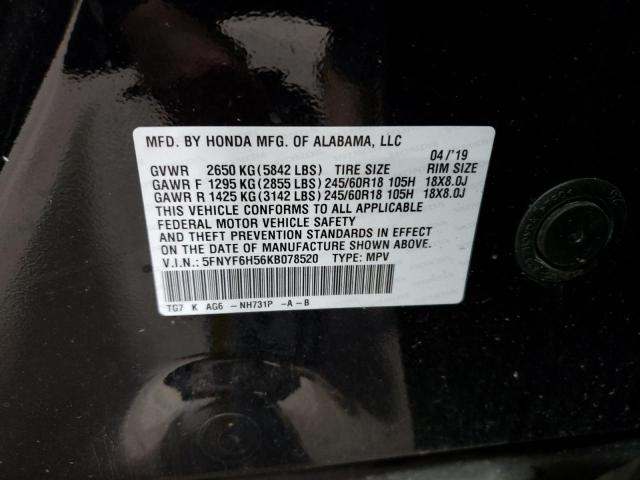 MFD. BY HONDA MFG. OF ALABAMA, LLC
04/'19
GVWR 2650 KG(5842 LBS) TIRE SIZE RIM SIZE
GAWR F 1295 KG(2855 LBS)245/60R18 105H 18X8.0J
GAWR R 1425 KG(3142 LBS)245/60R18 105H 18X8.0J
THIS VEHICLE CONFORMS TO ALL APPLICABLE
FEDERAL MOTOR VEHICLE SAFETY, BUMPER,
AND THEFT PREVENTION STANDARDS IN EFFECT
ON THE DATE OF MANUFACTURE SHOWN ABOVE.
V.I.N.: 5FNYF6H56KB078520 TYPE: MPV
TG7 K AG6 -NH731P -A-B